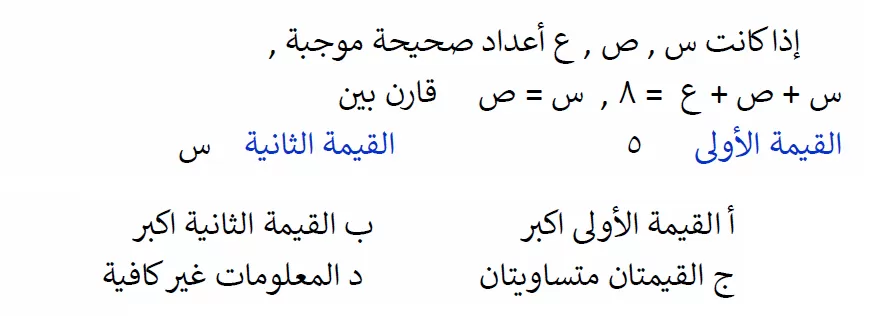 إذا كانت س , ص , ع أعداد صحيحة موجبة ,
س + ص + ع = ٨ , س = ص قارن بين
القيمة الأولى ٥ القيمة الثانية س
أ القيمة الأولى اكبر ب القيمة الثانية اكبر
ج القيمتان متساويتان د المعلومات غير كافية